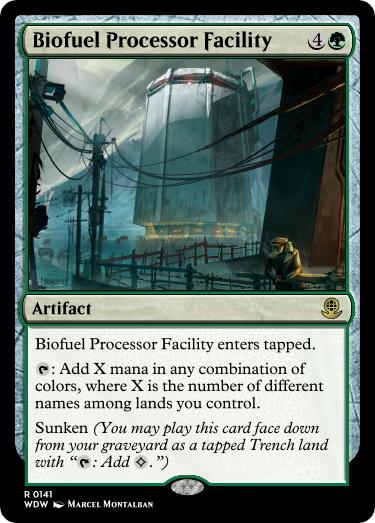 Biofuel Processor Facility 4
Artifact
Biofuel Processor Facility enters tapped.
: Add X mana in any combination of
colors, where X is the number of different
names among lands you control.
Sunken (You may play this card face down
from your graveyard as a tapped Trench land
with “: Add .”)
R 0141
WDW Marcel Montalban